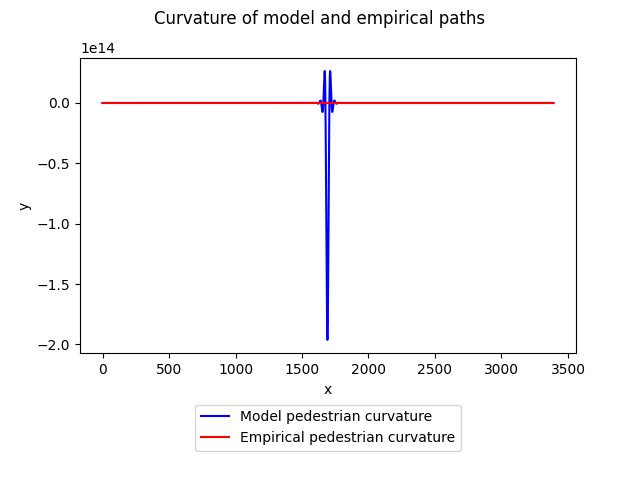 Curvature of model and empirical paths
1e14
0.0
−0.5
−1.0
−1.5
−2.0
y
0 500 1000 1500 2000 2500 3000 3500
x
Model pedestrian curvature
Empirical pedestrian curvature